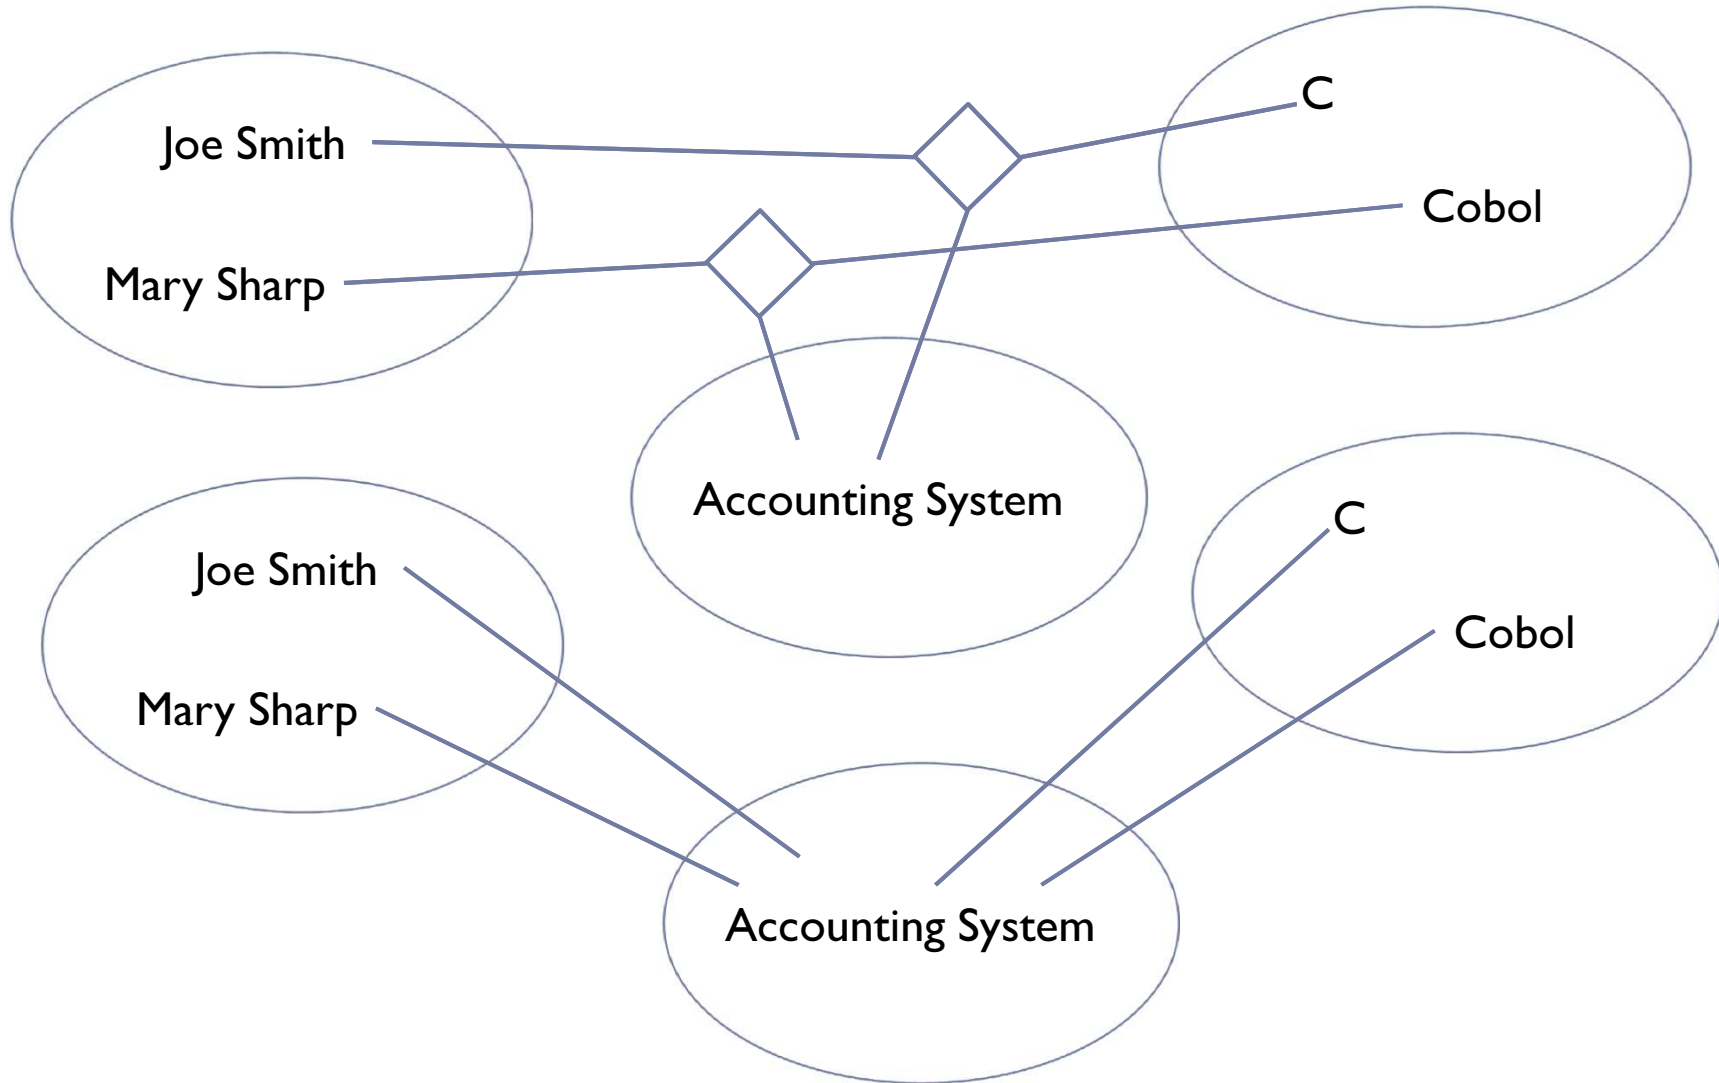 C
Joe Smith
Cobol
Mary Sharp
Accounting System
C
Joe Smith
Cobol
Mary Sharp
Accounting System